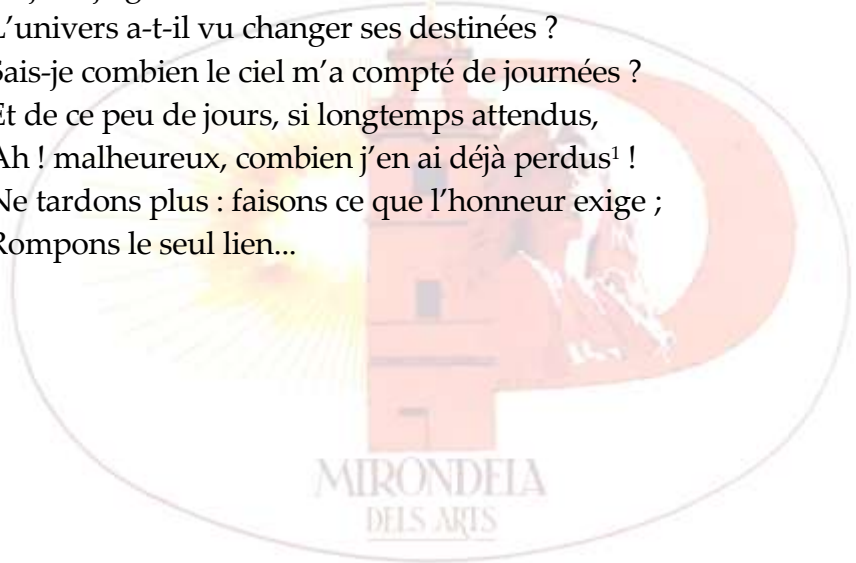 L’univers a-t-il vu changer ses destinées ?
Sais-je combien le ciel m’a compté de journées ?
Et de ce peu de jours, si longtemps attendus,
Ah ! malheureux, combien j’en ai déjà perdus¹ !
Ne tardons plus : faisons ce que l’honneur exige ;
Rompons le seul lien...
MIRONDELA
DELS ARTS